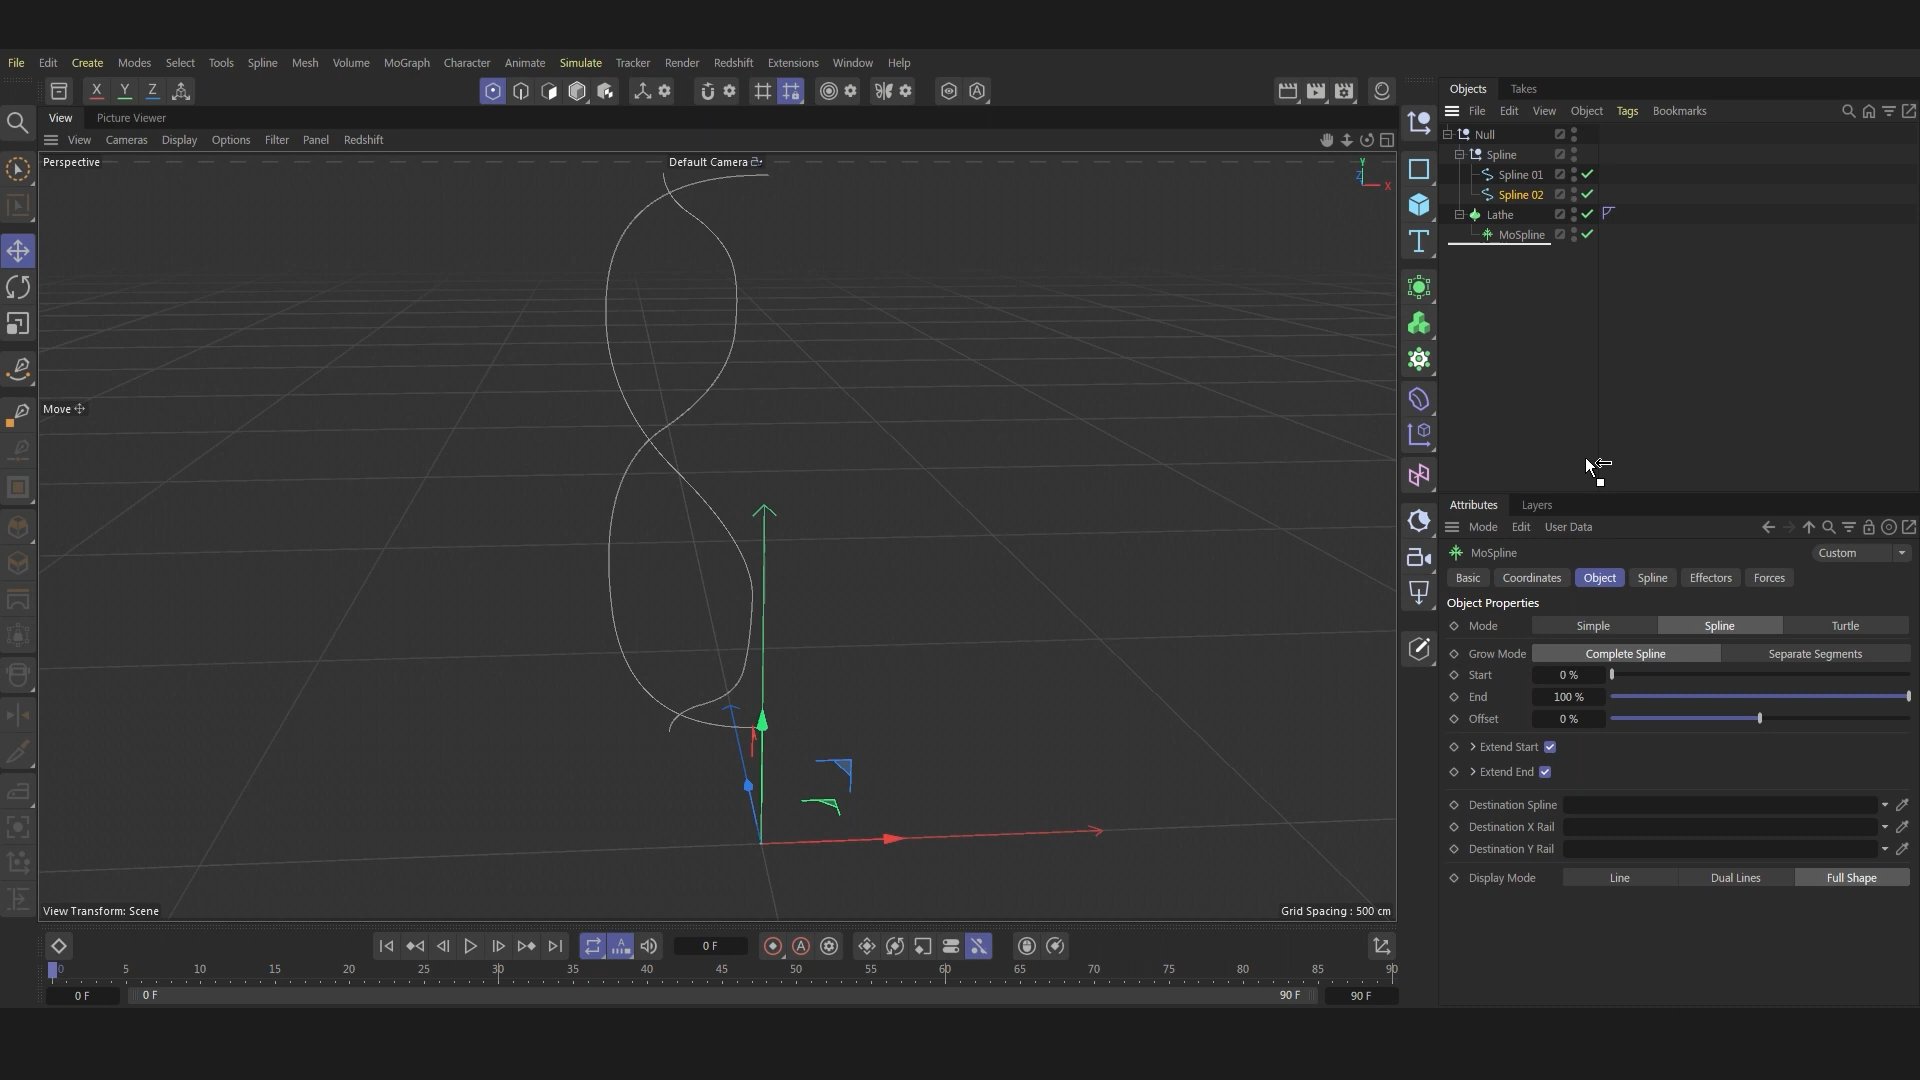 File Edit Create Modes Select Tools Spline Mesh Volume MoGraph Character Animate Simulate Tracker Render Redshift Extensions Window Help
X Y Z
View Picture Viewer
View Cameras Display Options Filter Panel Redshift
Perspective
Default Camera
Y
Z
X
Move
View Transform: Scene
Grid Spacing : 500 cm
0 F
0 5 10 15 20 25 30 35 40 45 50 55 60 65 70 75 80 85 90
0 F
0 F
90 F
90 F
Objects Takes
File Edit View Object Tags Bookmarks
Null
Spline
Spline 01
Spline 02
Lathe
MoSpline
Attributes Layers
Mode Edit User Data
MoSpline
Custom
Basic Coordinates Object Spline Effectors Forces
Object Properties
Mode Simple Spline Turtle
Grow Mode Complete Spline Separate Segments
Start 0 %
End 100 %
Offset 0 %
Extend Start
Extend End
Destination Spline
Destination X Rail
Destination Y Rail
Display Mode Line Dual Lines Full Shape